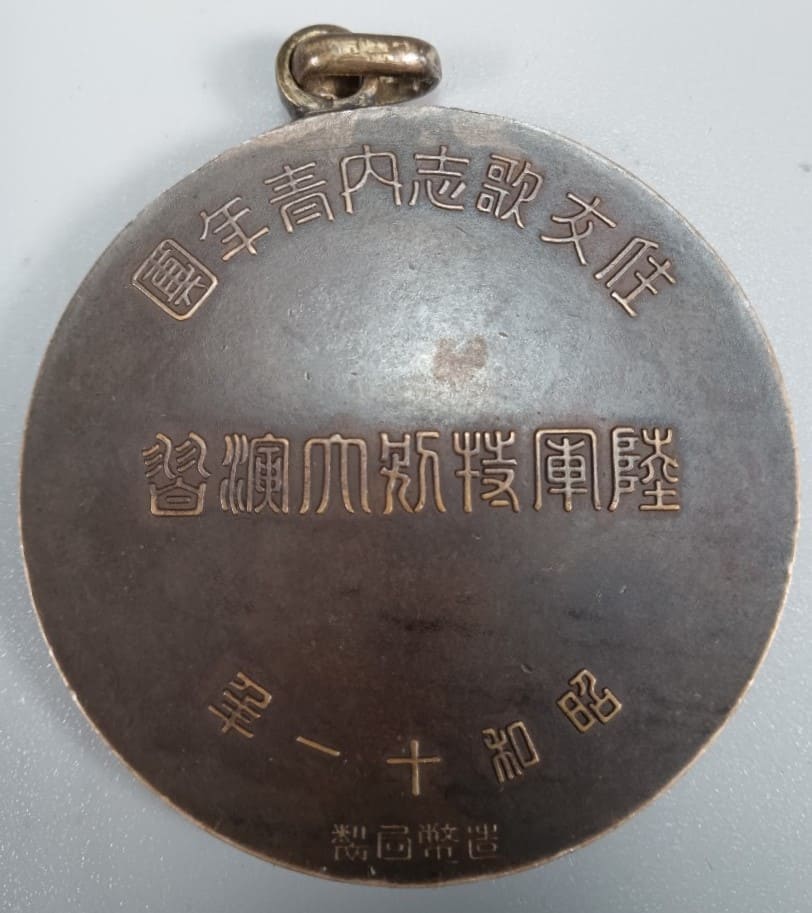 住友歌志内青年團
陸軍特別大演習
昭和十一年
造幣局製